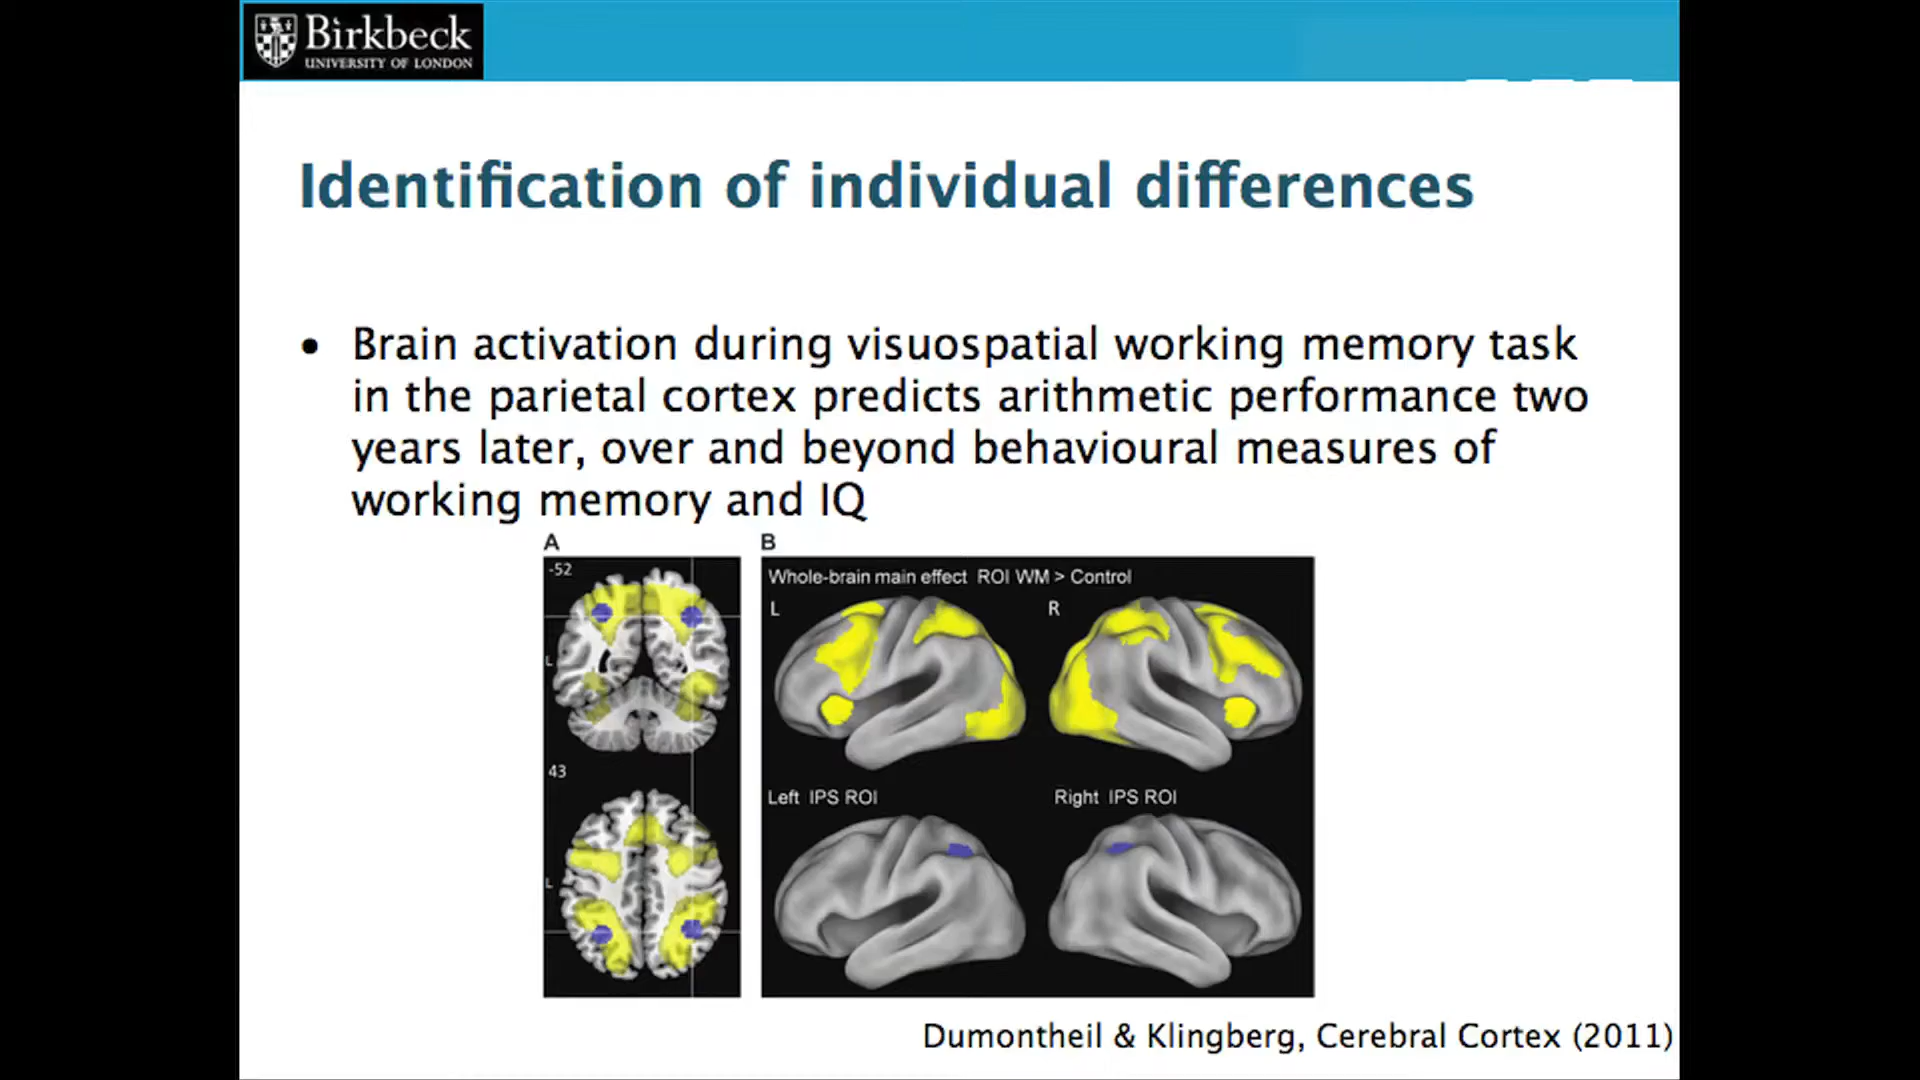 Birkbeck
UNIVERSITY OF LONDON
Identification of individual differences
• Brain activation during visuospatial working memory task
in the parietal cortex predicts arithmetic performance two
years later, over and beyond behavioural measures of
working memory and IQ
A
-52
L
43
L
B
Whole-brain main effect ROI WM > Control
L
R
Left IPS ROI
Right IPS ROI
Dumontheil & Klingberg, Cerebral Cortex (2011)